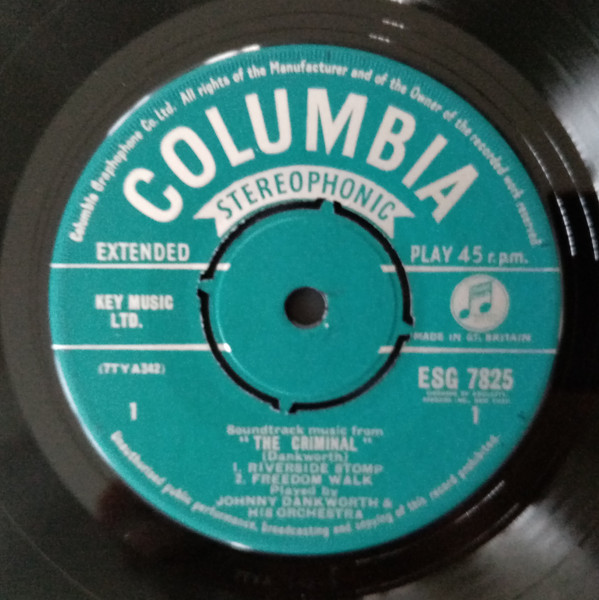 Columbia Graphophone Co. Ltd. All rights of the Manufacturer and of the Owner of the recorded work reserved
COLUMBIA
STEREOPHONIC
EXTENDED PLAY 45 r.p.m.
KEY MUSIC
LTD.
MADE IN GT. BRITAIN
(7TYA342)
ESG 7825
1 1
Soundtrack music from
"THE CRIMINAL"
(Dankworth)
1. RIVERSIDE STOMP
2. FREEDOM WALK
Played by
JOHNNY DANKWORTH &
HIS ORCHESTRA
Unauthorised public performance, broadcasting and copying of this record prohibited.